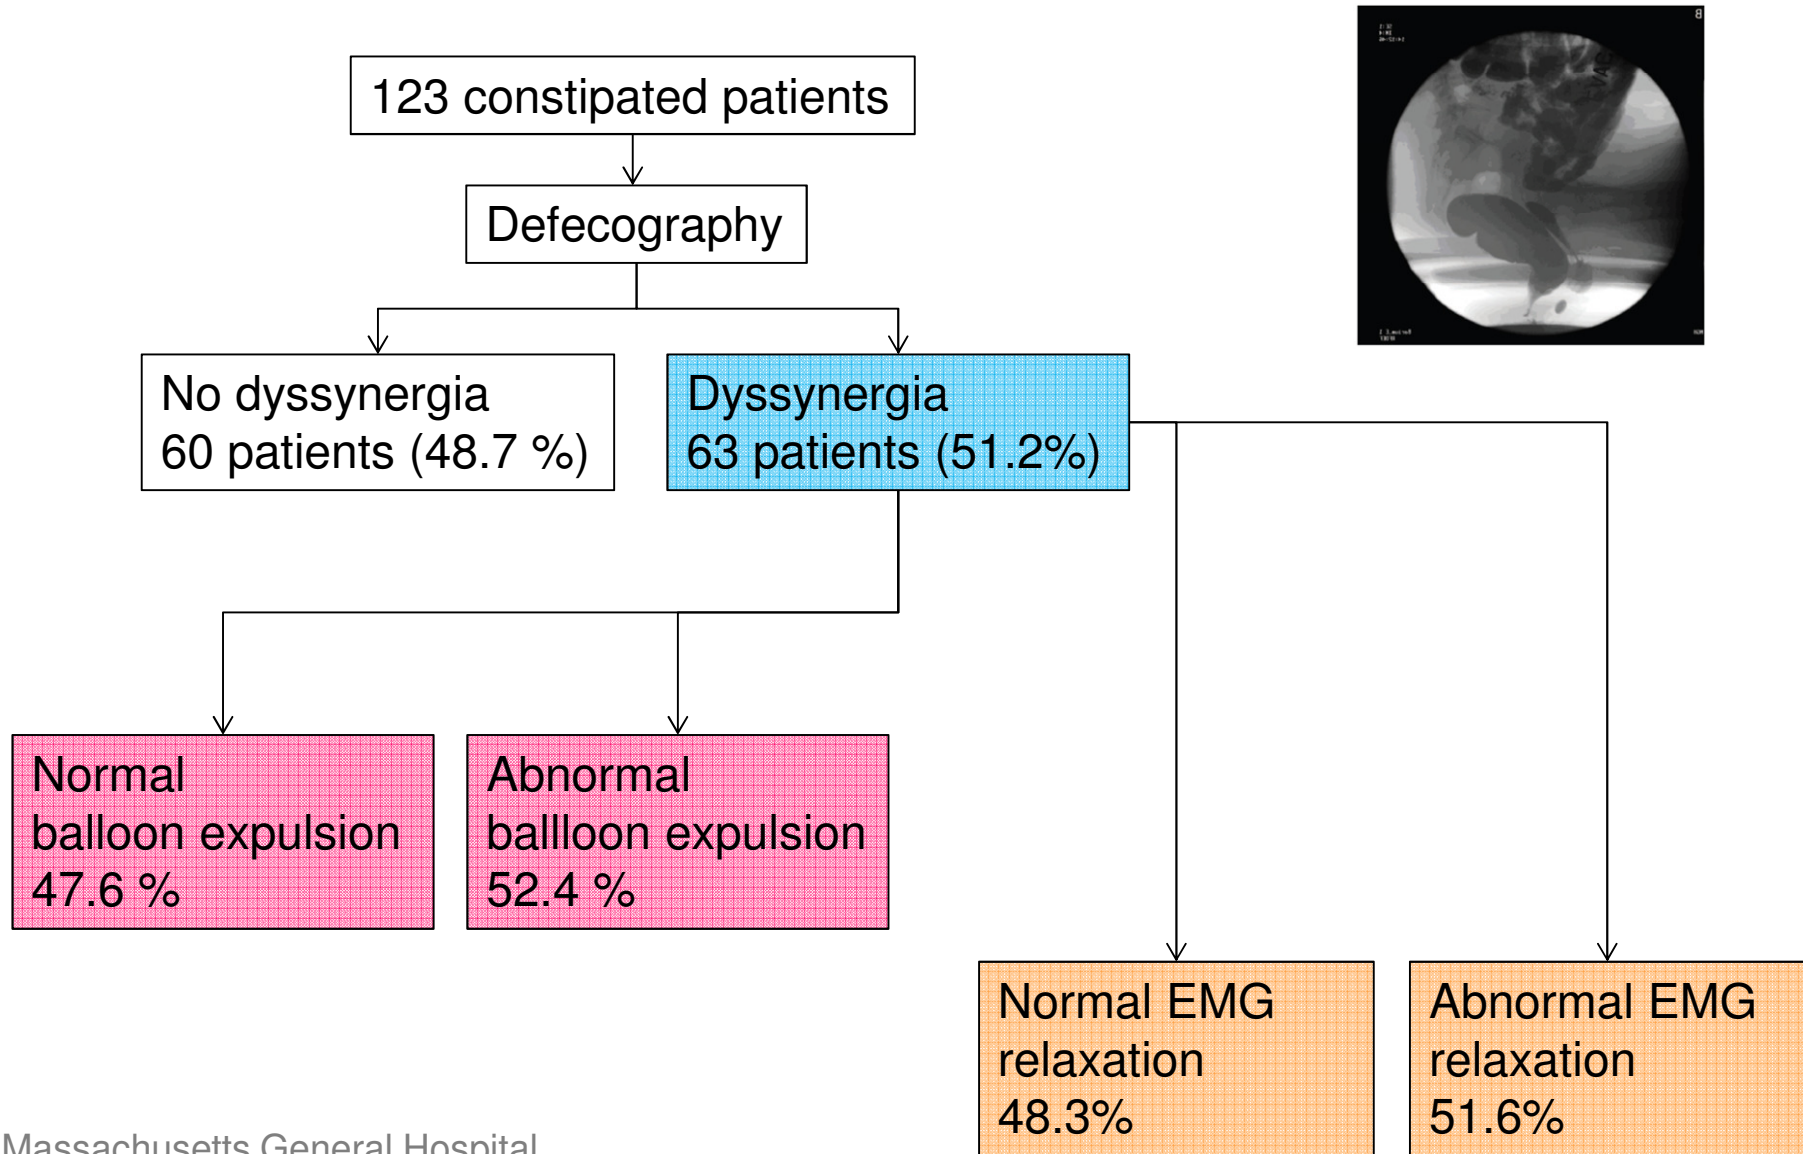 123 constipated patients
Defecography
No dyssynergia
60 patients (48.7 %)
Dyssynergia
63 patients (51.2%)
Normal
balloon expulsion
47.6 %
Abnormal
ballloon expulsion
52.4 %
Normal EMG
relaxation
48.3%
Abnormal EMG
relaxation
51.6%
Massachusetts General Hospital